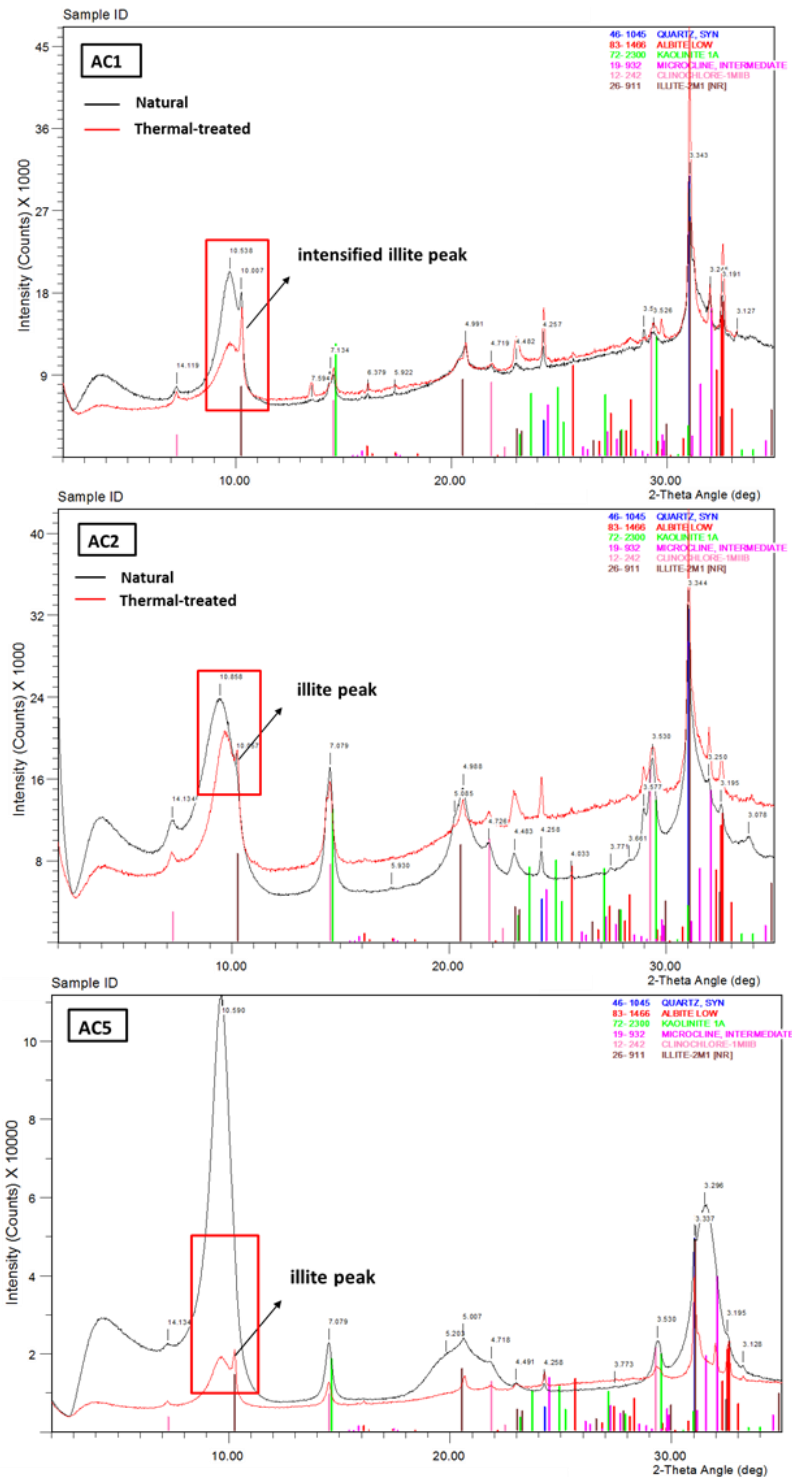 Sample ID
46- 1045 QUARTZ, SYN
83- 1466 ALBITE LOW
72- 2300 KAOLINITE 1A
19- 932 MICROCLINE, INTERMEDIATE
12- 242 CLINOCHLORE-1MIIB
26- 911 ILLITE-2M1 [NR]
AC1
Natural
Thermal-treated
intensified illite peak
Intensity (Counts) X 1000
45
36
27
18
9
14.119
10.538
10.007
7.594
7.134
6.379
5.922
4.991
4.719
4.482
4.257
3.526
3.343
3.191
3.127
10.00
20.00
30.00
2-Theta Angle (deg)
Sample ID
46- 1045 QUARTZ, SYN
83- 1466 ALBITE LOW
72- 2300 KAOLINITE 1A
19- 932 MICROCLINE, INTERMEDIATE
12- 242 CLINOCHLORE-1MIIB
26- 911 ILLITE-2M1 [NR]
AC2
Natural
Thermal-treated
illite peak
Intensity (Counts) X 1000
40
32
24
16
8
14.134
10.858
7.079
5.930
5.085
4.988
4.726
4.483
4.258
4.033
3.771
3.661
3.577
3.530
3.344
3.250
3.195
3.078
10.00
20.00
30.00
2-Theta Angle (deg)
Sample ID
46- 1045 QUARTZ, SYN
83- 1466 ALBITE LOW
72- 2300 KAOLINITE 1A
19- 932 MICROCLINE, INTERMEDIATE
12- 242 CLINOCHLORE-1MIIB
26- 911 ILLITE-2M1 [NR]
AC5
illite peak
Intensity (Counts) X 10000
10
8
6
4
2
14.134
10.590
7.079
5.203
5.007
4.718
4.491
4.258
3.773
3.530
3.337
3.296
3.195
3.128
10.00
20.00
30.00
2-Theta Angle (deg)